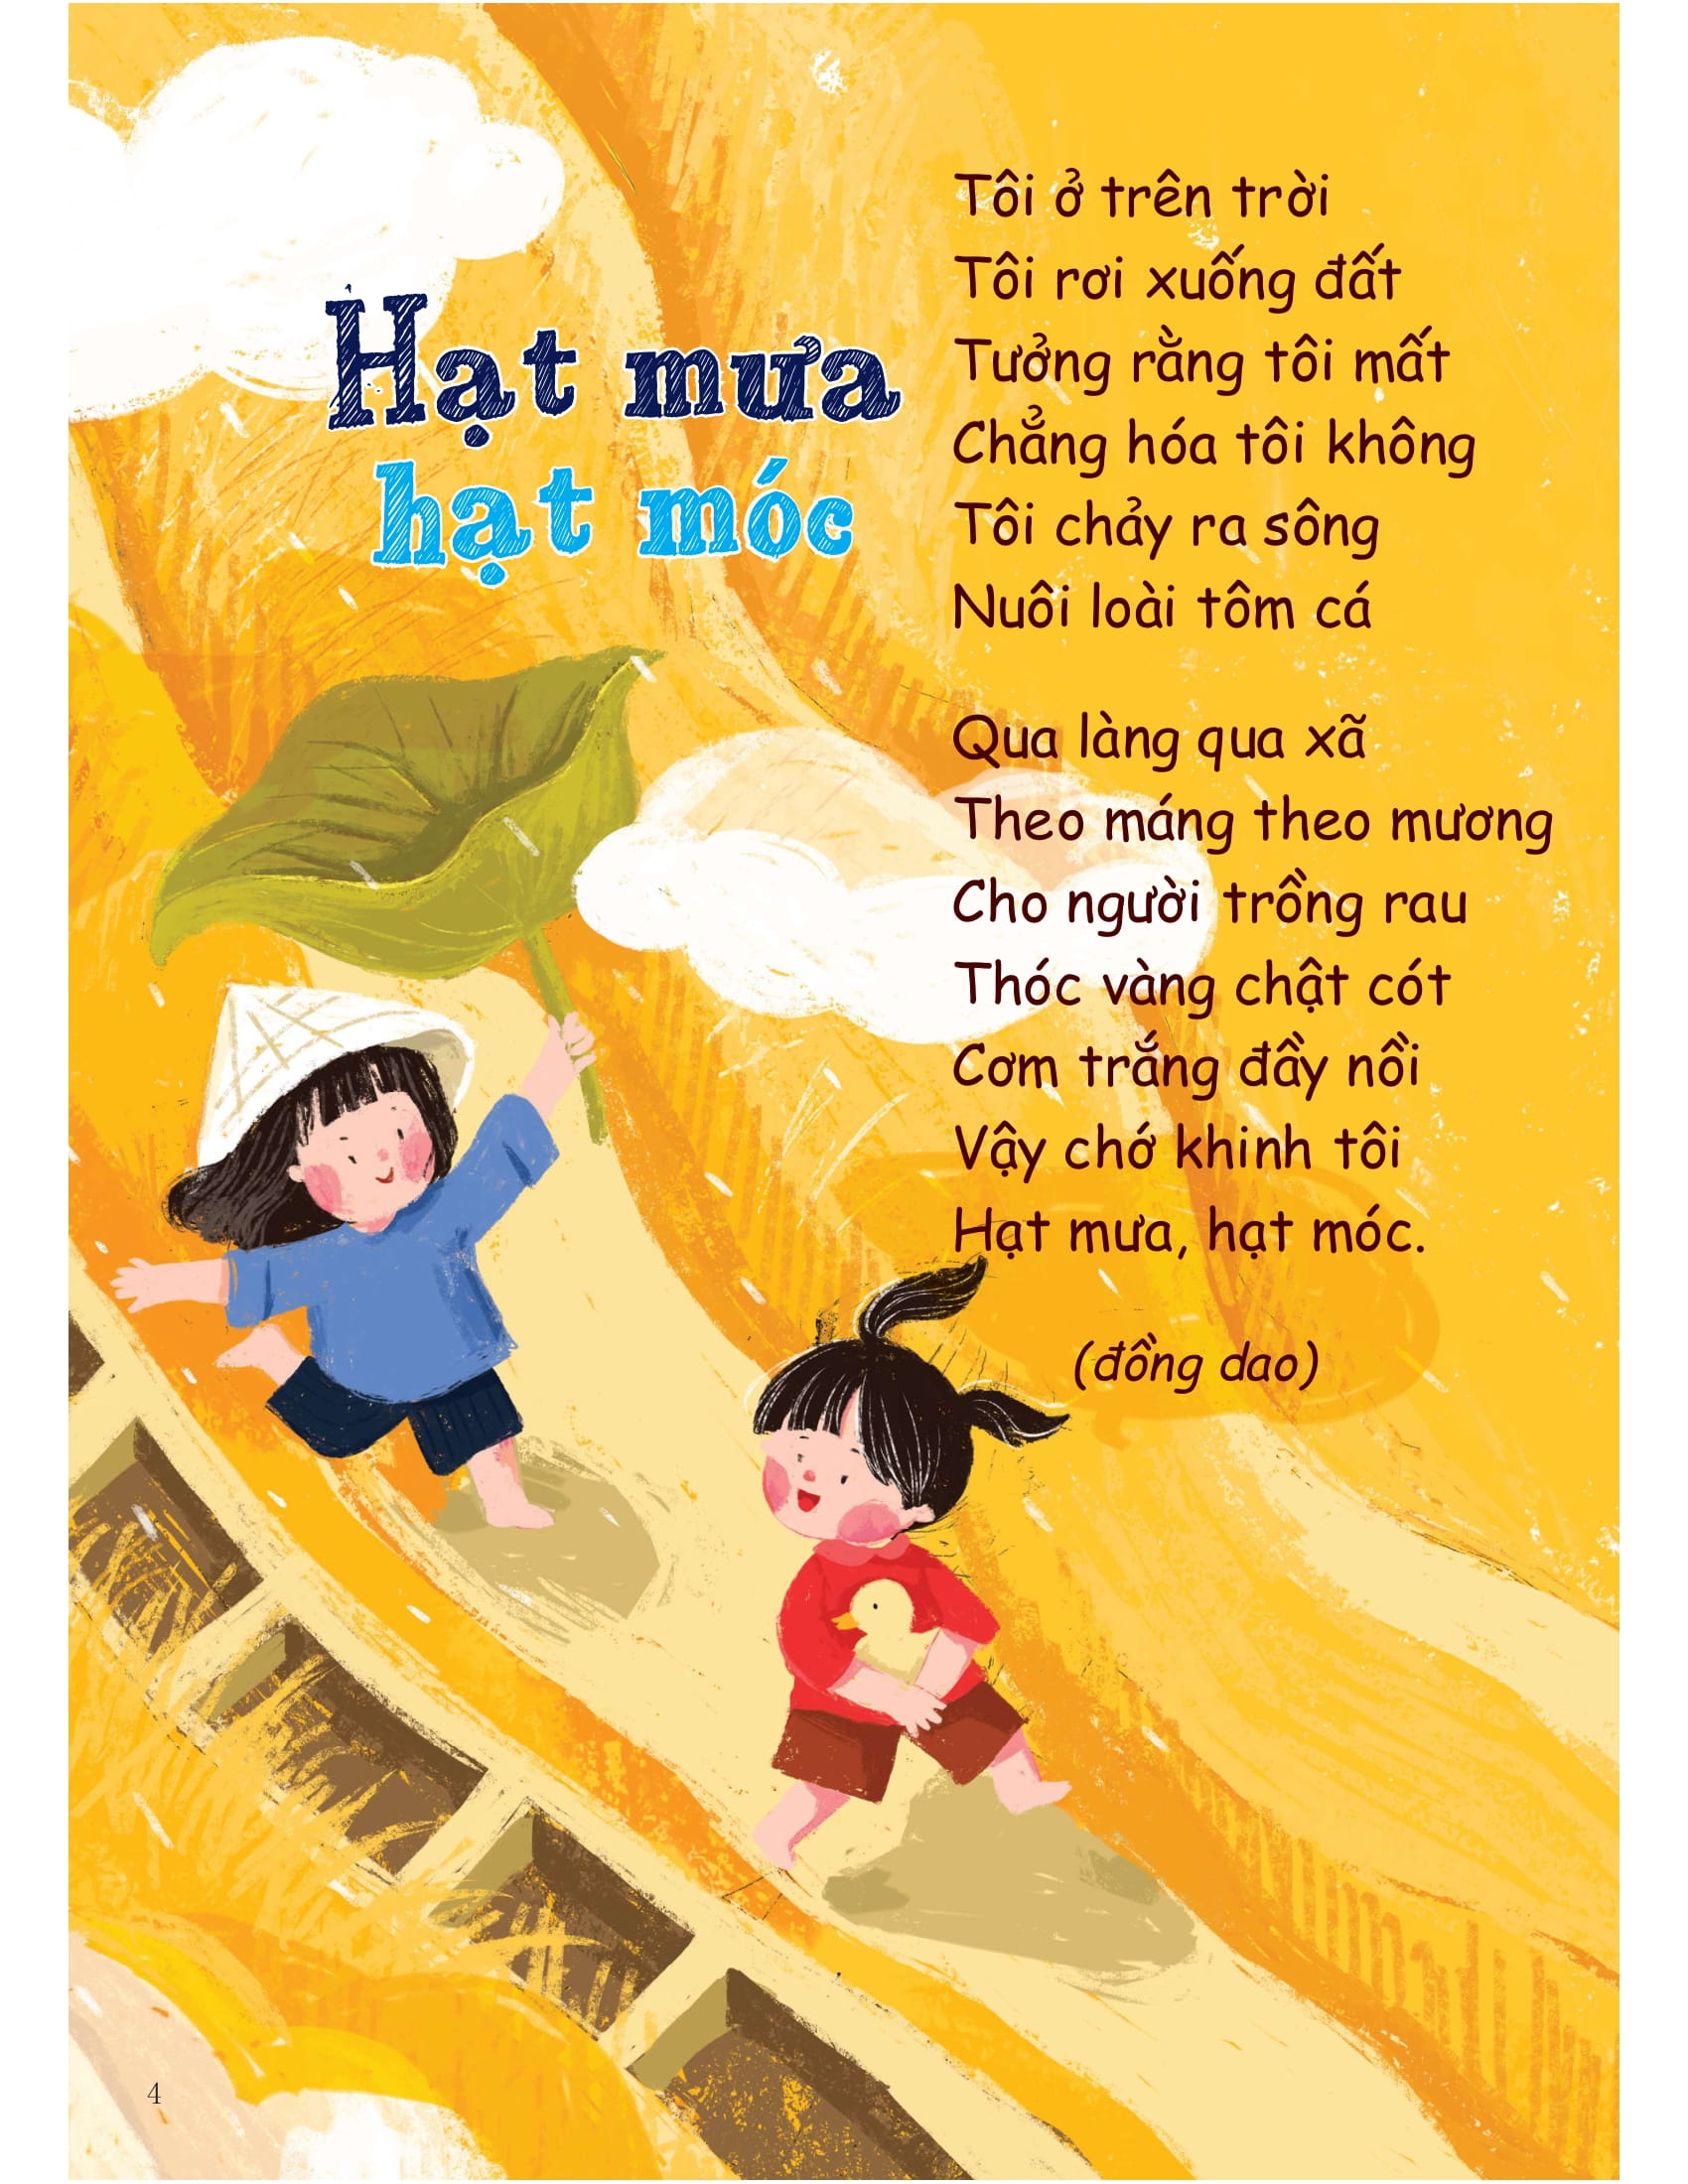 Hạt mưa
hạt móc
Tôi ở trên trời
Tôi rơi xuống đất
Tưởng rằng tôi mất
Chẳng hóa tôi không
Tôi chảy ra sông
Nuôi loài tôm cá
Qua làng qua xã
Theo máng theo mương
Cho người trồng rau
Thóc vàng chật cót
Cơm trắng đầy nồi
Vậy chớ khinh tôi
Hạt mưa, hạt móc.
(đồng dao)
4